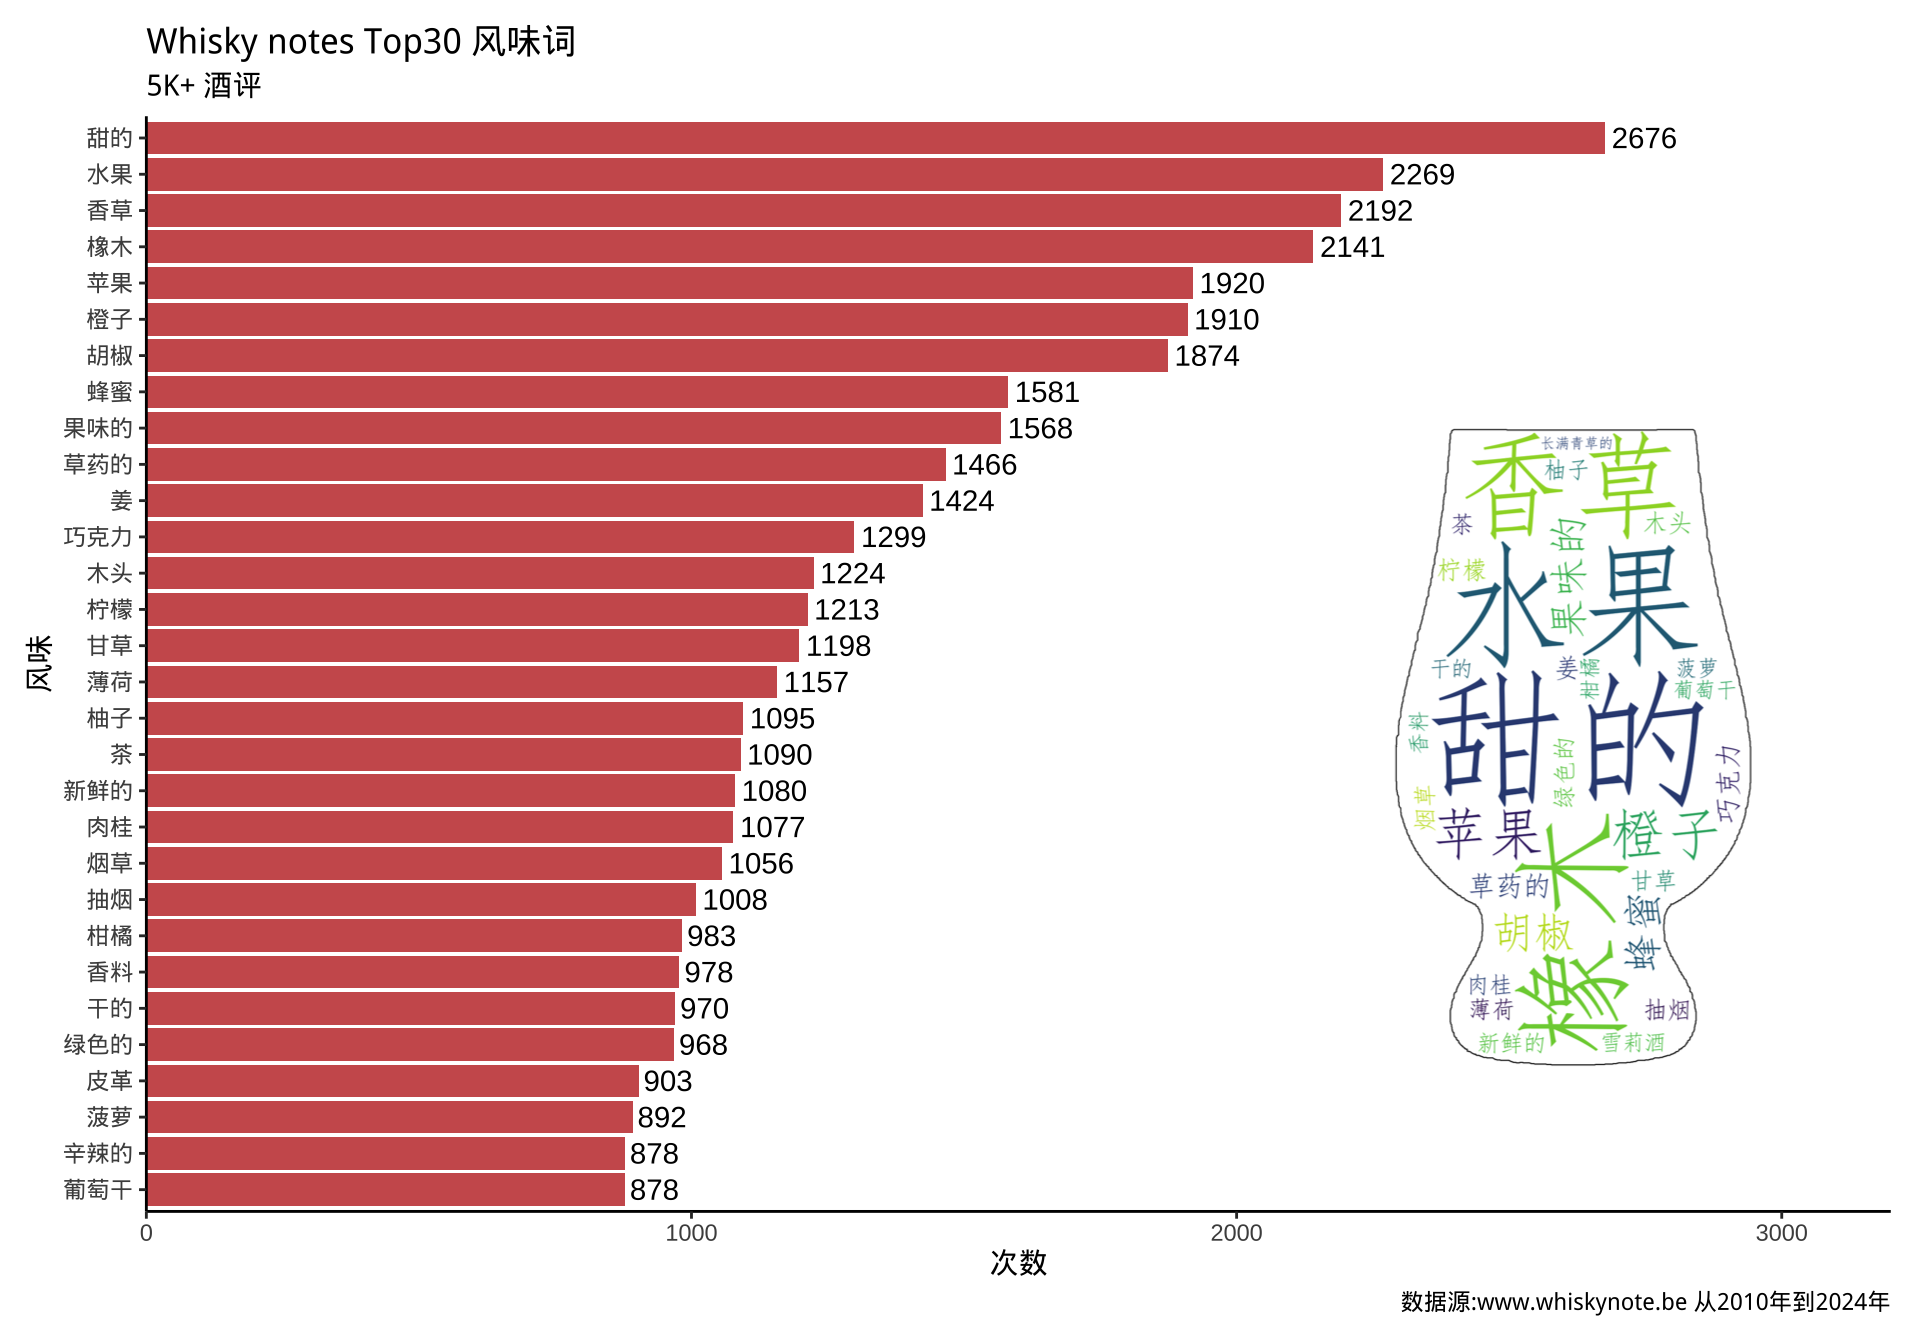 Whisky notes Top30 风味词
5K+ 酒评
风味
甜的 2676
水果 2269
香草 2192
橡木 2141
苹果 1920
橙子 1910
胡椒 1874
蜂蜜 1581
果味的 1568
草药的 1466
姜 1424
巧克力 1299
木头 1224
柠檬 1213
甘草 1198
薄荷 1157
柚子 1095
茶 1090
新鲜的 1080
肉桂 1077
烟草 1056
抽烟 1008
柑橘 983
香料 978
干的 970
绿色的 968
皮革 903
菠萝 892
辛辣的 878
葡萄干 878
0 1000 2000 3000
次数
长满青草的
香草
柚子
茶
木头
果味的
柠檬
水果
干的
姜
柑橘
菠萝
葡萄干
甜的
香料
绿色的
巧克力
烟草
苹果
橙子
橡木
草药的
甘草
蜂蜜
胡椒
肉桂
薄荷
抽烟
新鲜的
雪莉酒
数据源:www.whiskynote.be 从2010年到2024年